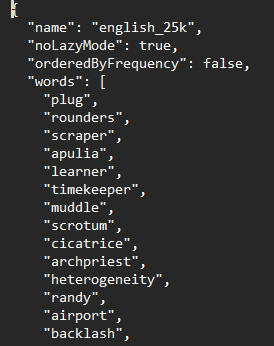 {
"name": "english_25k",
"noLazyMode": true,
"orderedByFrequency": false,
"words": [
"plug",
"rounders",
"scraper",
"apulia",
"learner",
"timekeeper",
"muddle",
"scrotum",
"cicatrice",
"archpriest",
"heterogeneity",
"randy",
"airport",
"backlash",